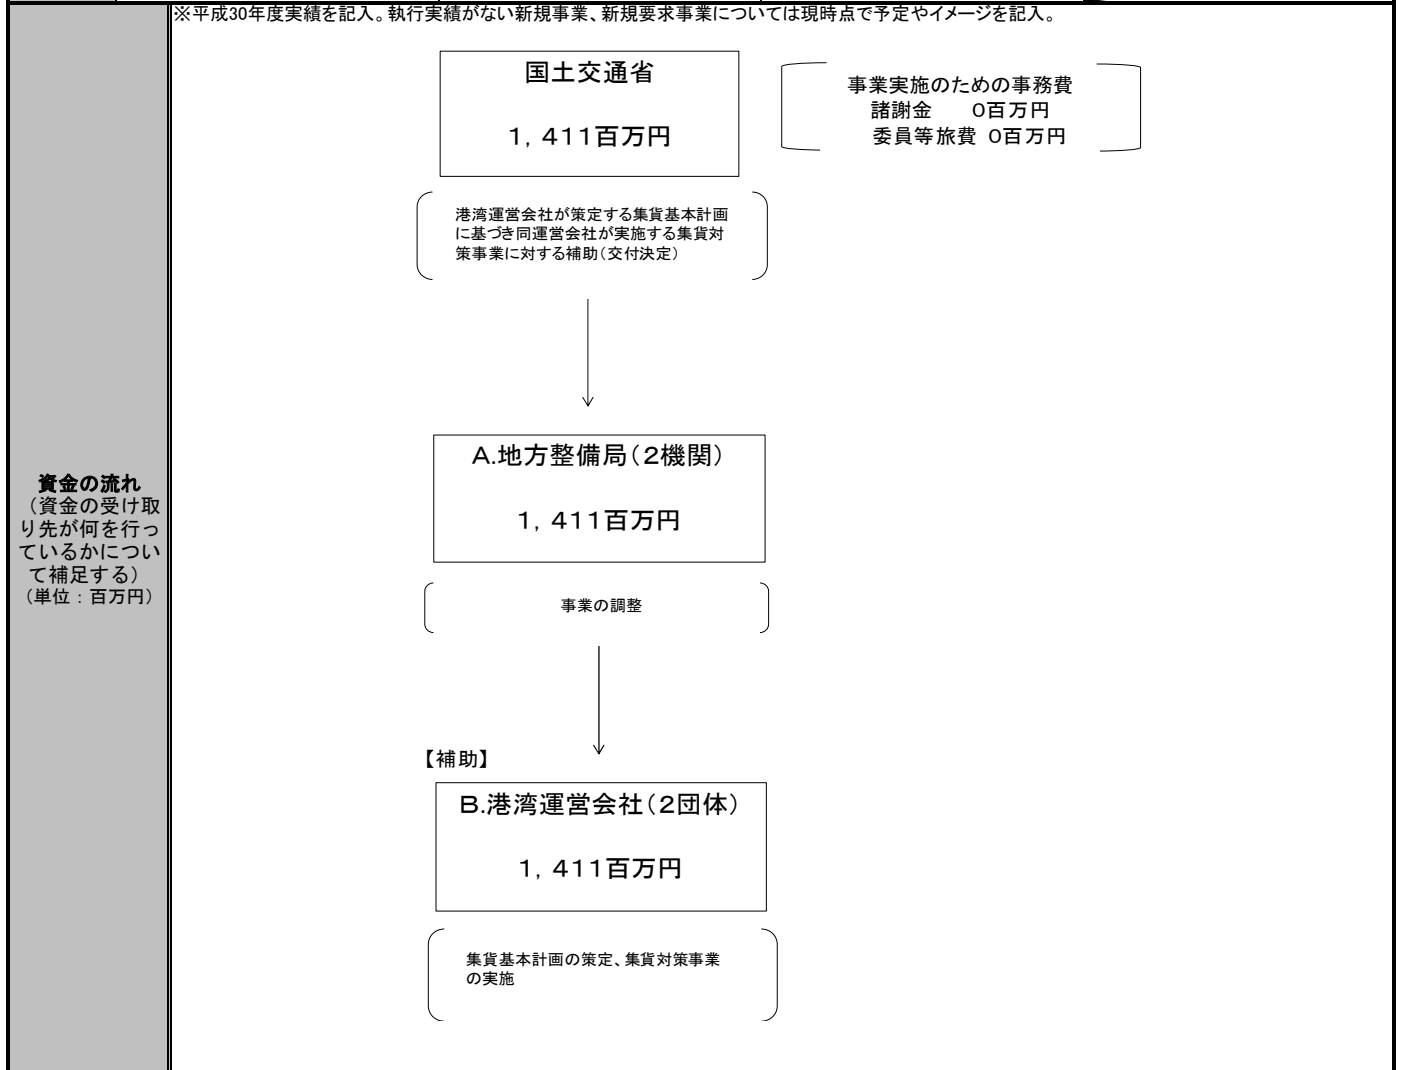 ※平成30年度実績を記入。執行実績がない新規事業、新規要求事業については現時点で予定やイメージを記入。
資金の流れ
（資金の受け取
り先が何を行っ
ているかについ
て補足する）
（単位：百万円）
国土交通省
１，４１１百万円
事業実施のための事務費
諸謝金　　０百万円
委員等旅費 ０百万円
港湾運営会社が策定する集貨基本計画
に基づき同運営会社が実施する集貨対
策事業に対する補助（交付決定）
A.地方整備局（２機関）
１，４１１百万円
事業の調整
【補助】
B.港湾運営会社（２団体）
１，４１１百万円
集貨基本計画の策定、集貨対策事業
の実施